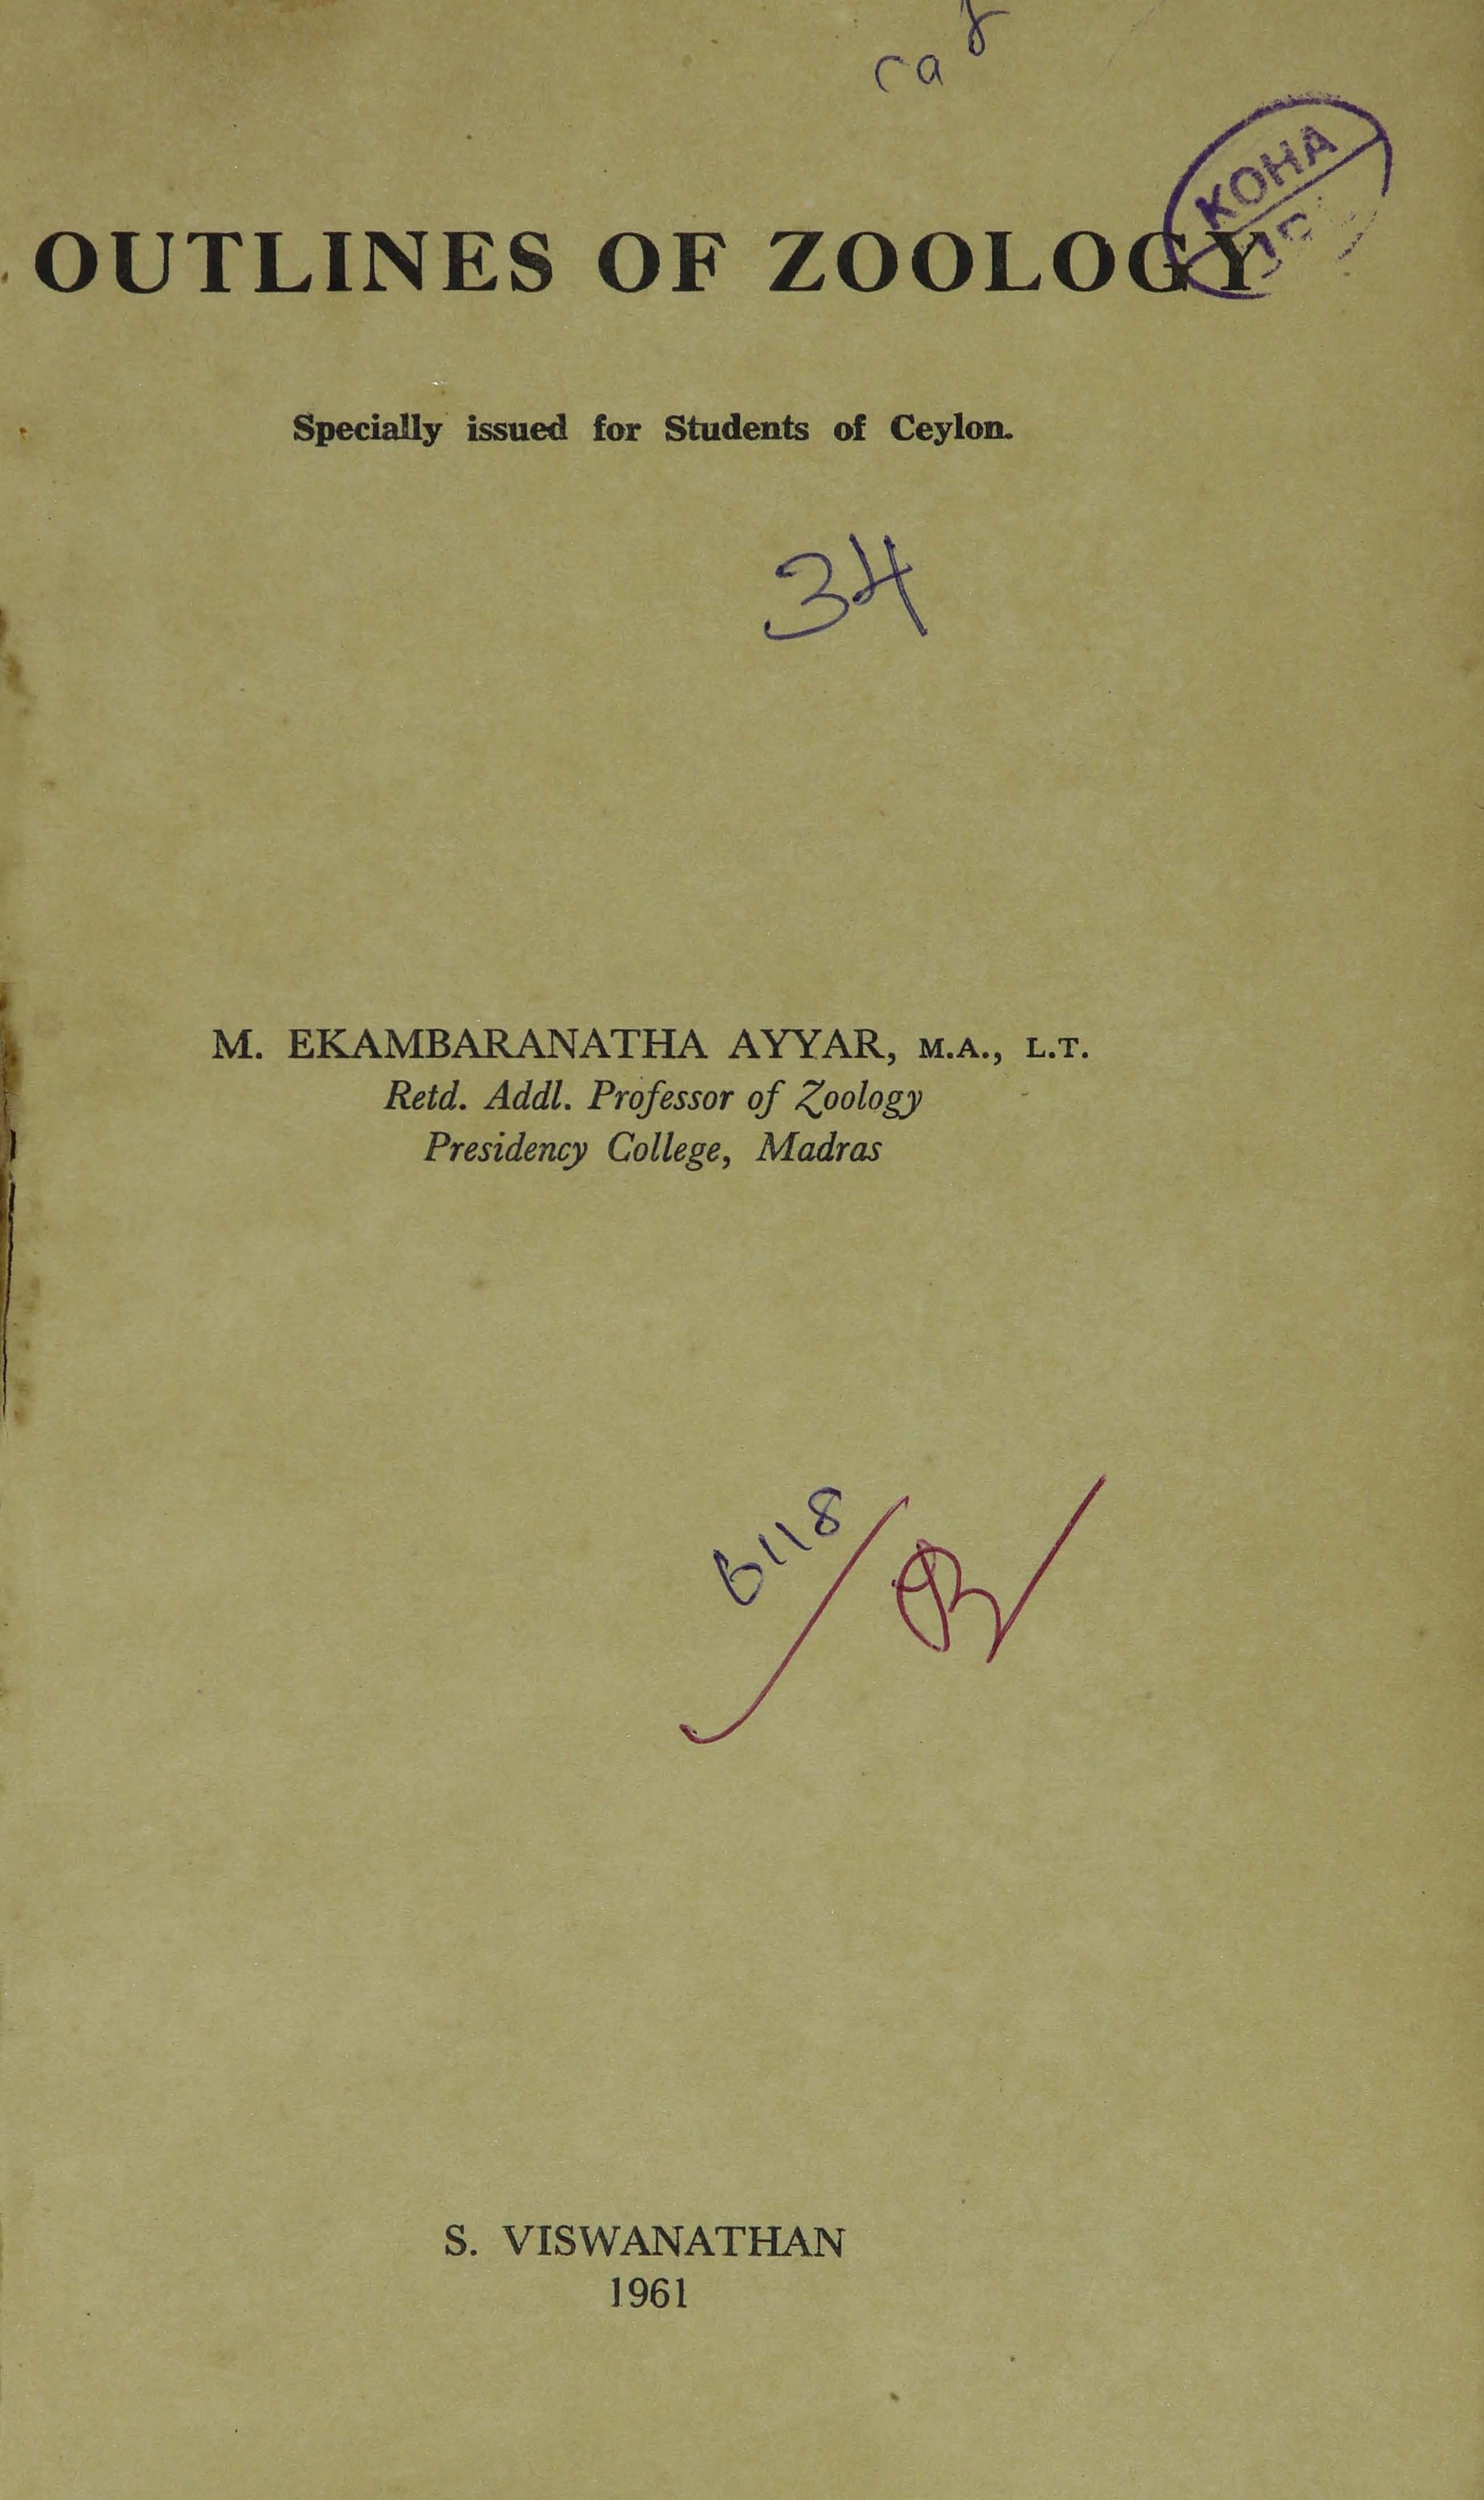 KOHA
OUTLINES OF ZOOLOGY
Specially issued for Students of Ceylon.
34
M. EKAMBARANATHA AYYAR, M.A., L.T.
Retd. Addl. Professor of Zoology
Presidency College, Madras
6118
S. VISWANATHAN
1961